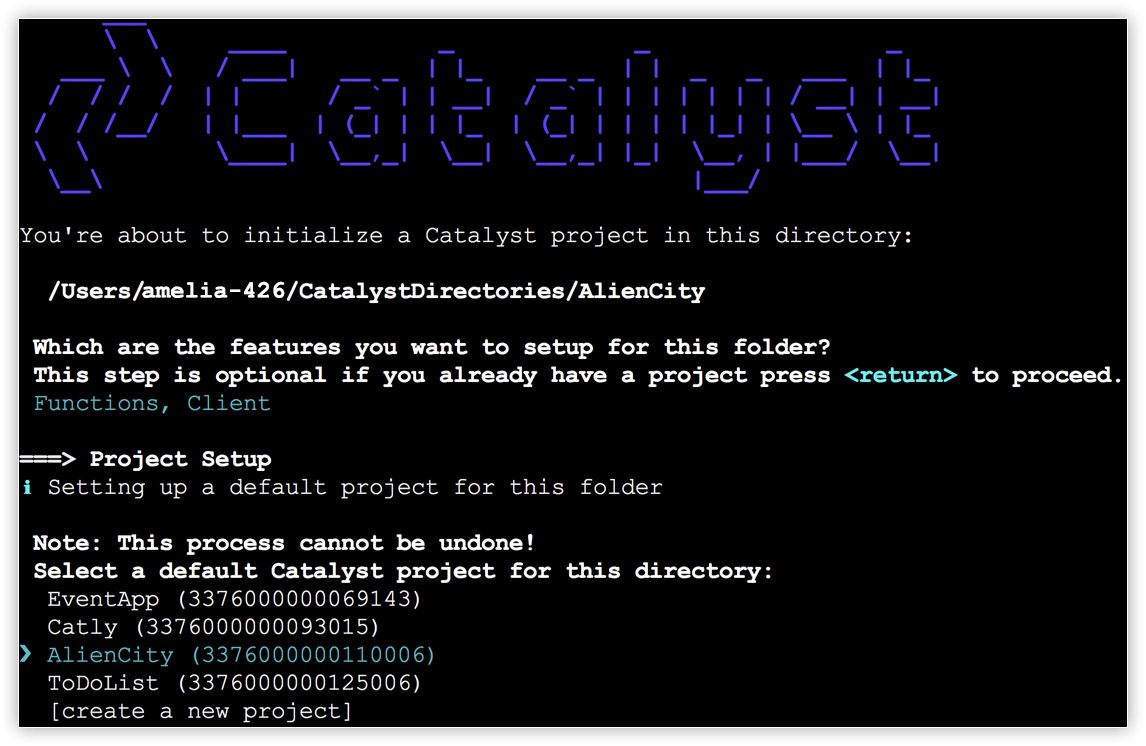 Catalyst
You're about to initialize a Catalyst project in this directory:
/Users/amelia-426/CatalystDirectories/AlienCity
Which are the features you want to setup for this folder?
This step is optional if you already have a project press <return> to proceed.
Functions, Client
===> Project Setup
i Setting up a default project for this folder
Note: This process cannot be undone!
Select a default Catalyst project for this directory:
EventApp (3376000000069143)
Catly (3376000000093015)
❯ AlienCity (3376000000110006)
ToDoList (3376000000125006)
[create a new project]